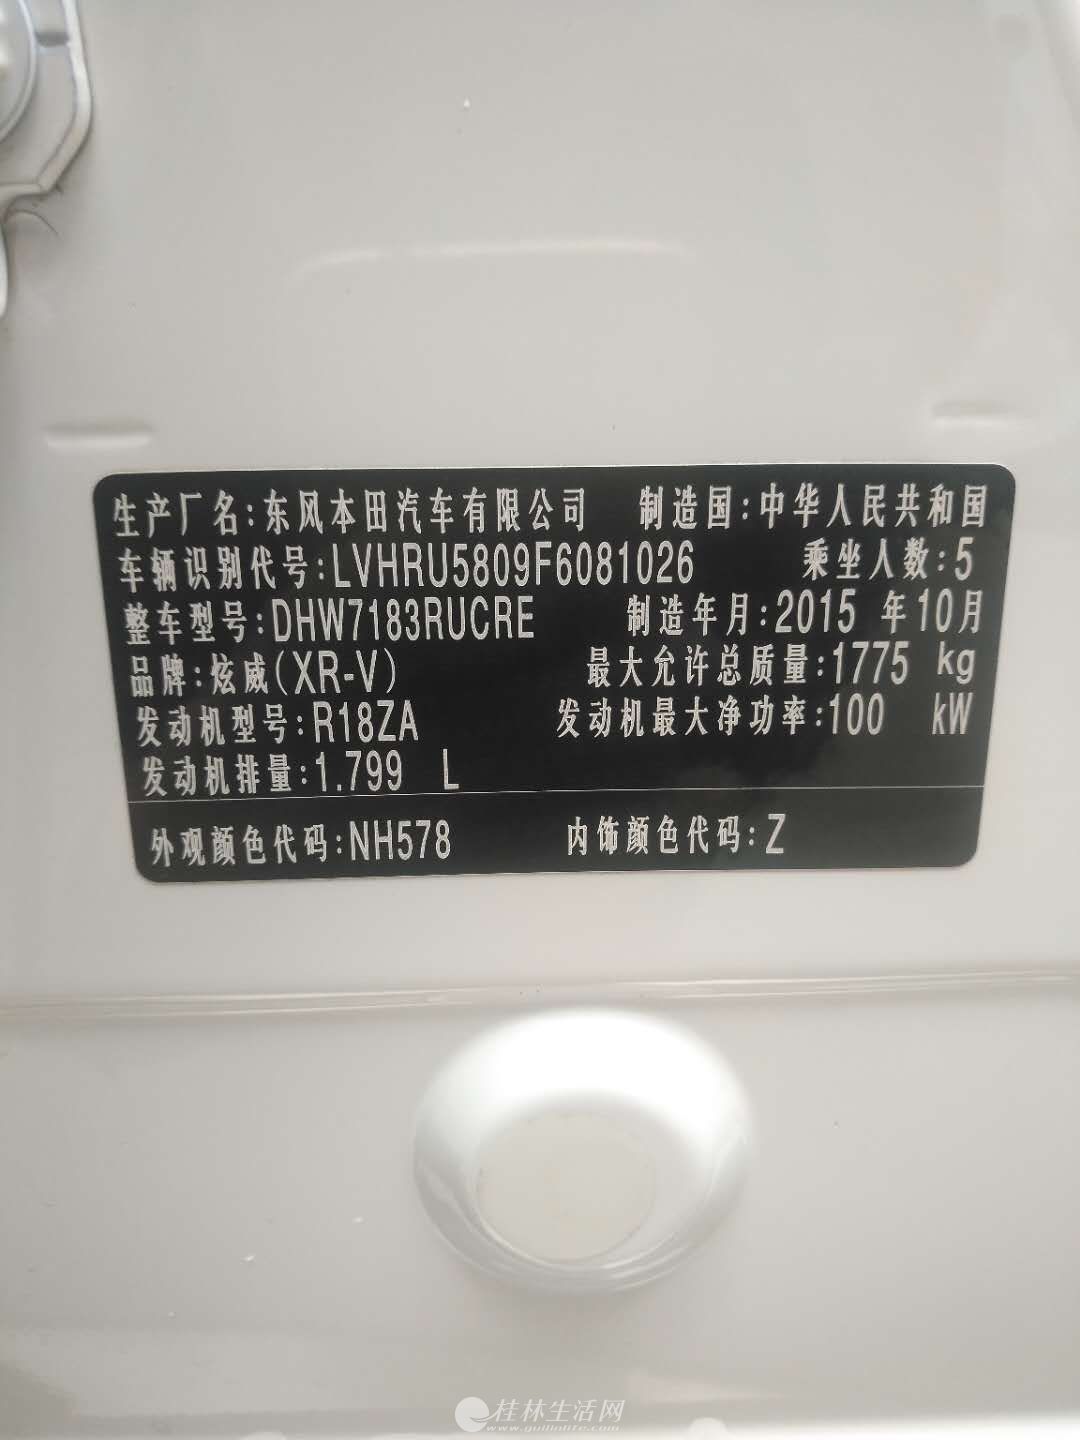 生产厂名:东风本田汽车有限公司 制造国:中华人民共和国
车辆识别代号:LVHRU5809F6081026 乘坐人数:5
整车型号:DHW7183RUCRE 制造年月:2015 年10月
品牌:炫威(XR-V) 最大允许总质量:1775 kg
发动机型号:R18ZA 发动机最大净功率:100 kW
发动机排量:1.799 L
外观颜色代码:NH578 内饰颜色代码:Z
桂林生活网
www.guilinlife.com